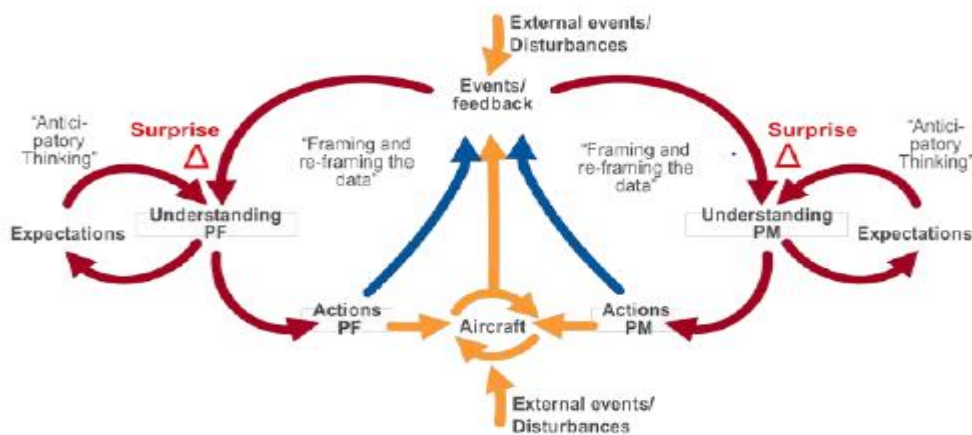 External events/
Disturbances
Events/
feedback
"Antici-
patory
Thinking"
Surprise
"Framing and
re-framing the
data"
"Framing and
re-framing the
data"
Surprise
"Antici-
patory
Thinking"
Understanding
PF
Expectations
Understanding
PM
Expectations
Actions
PF
Aircraft
Actions
PM
External events/
Disturbances